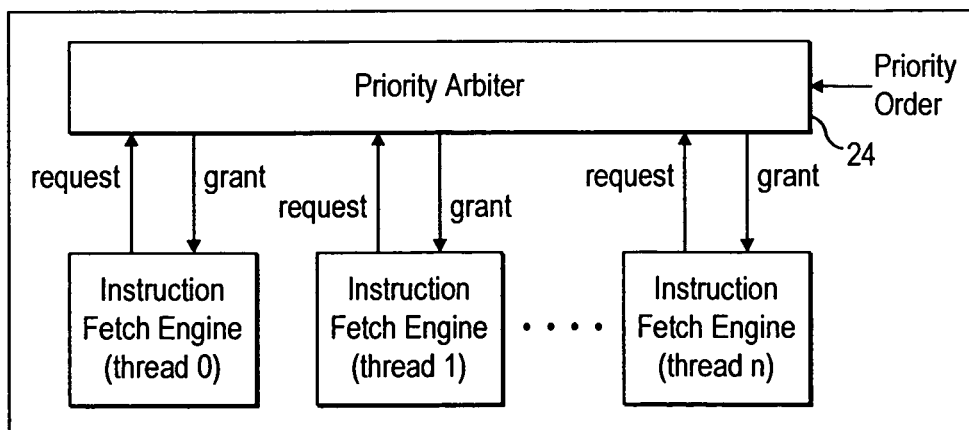 Priority Arbiter
Priority
Order
24
request
grant
request
grant
request
grant
Instruction
Fetch Engine
(thread 0)
Instruction
Fetch Engine
(thread 1)
Instruction
Fetch Engine
(thread n)